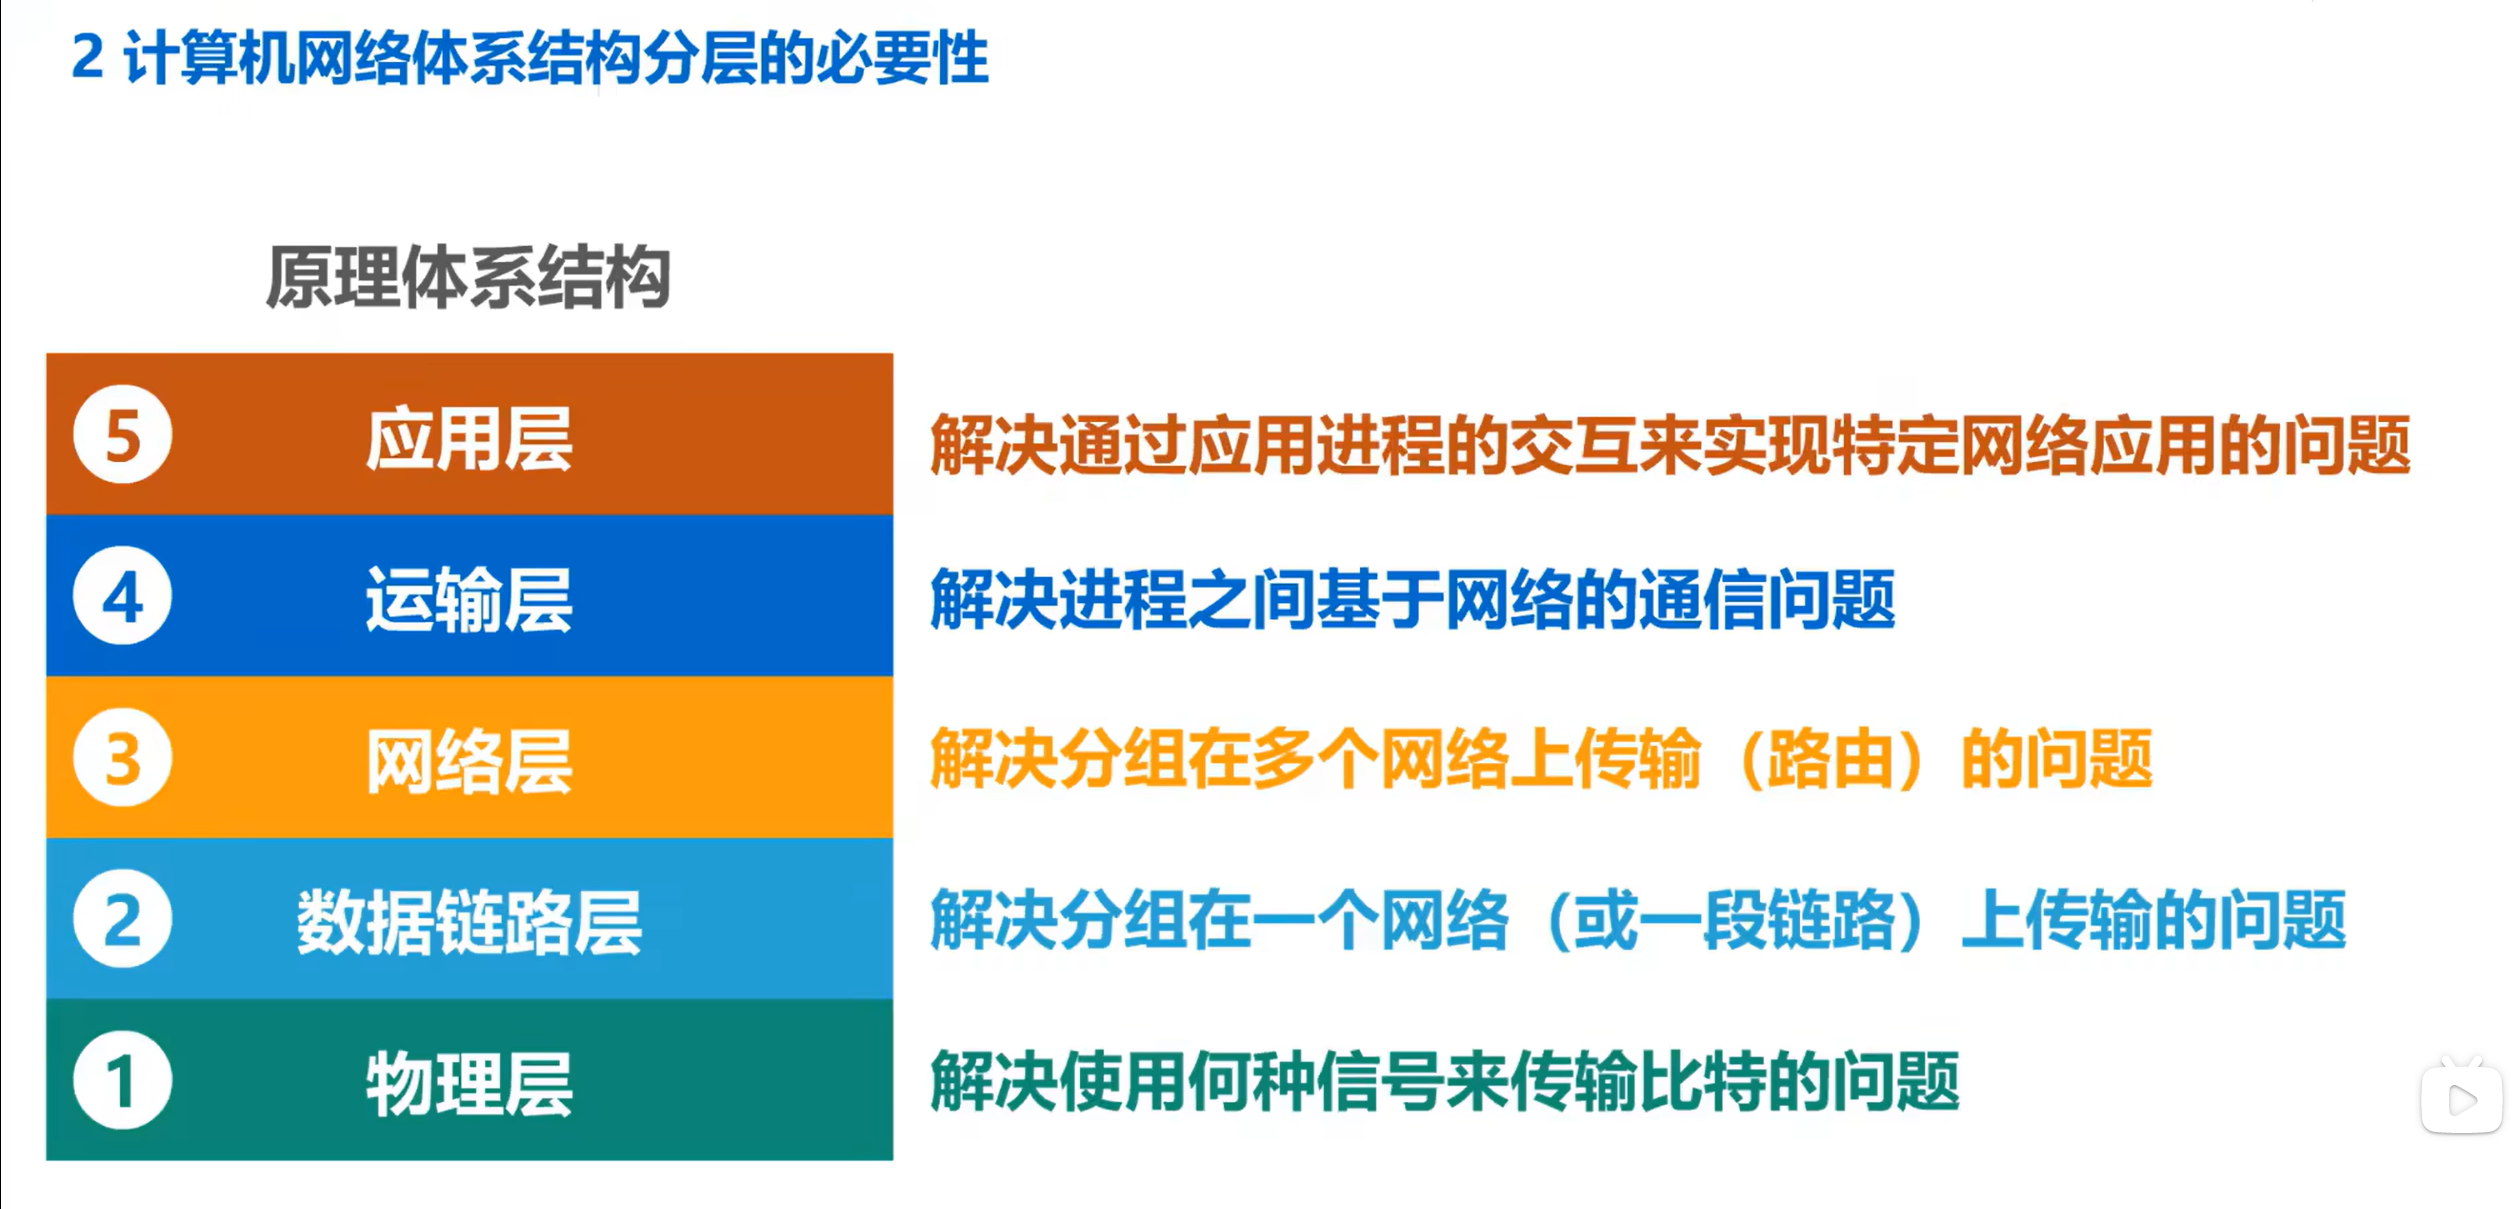 2 计算机网络体系结构分层的必要性
原理体系结构
5 应用层 解决通过应用进程的交互来实现特定网络应用的问题
4 运输层 解决进程之间基于网络的通信问题
3 网络层 解决分组在多个网络上传输（路由）的问题
2 数据链路层 解决分组在一个网络（或一段链路）上传输的问题
1 物理层 解决使用何种信号来传输比特的问题